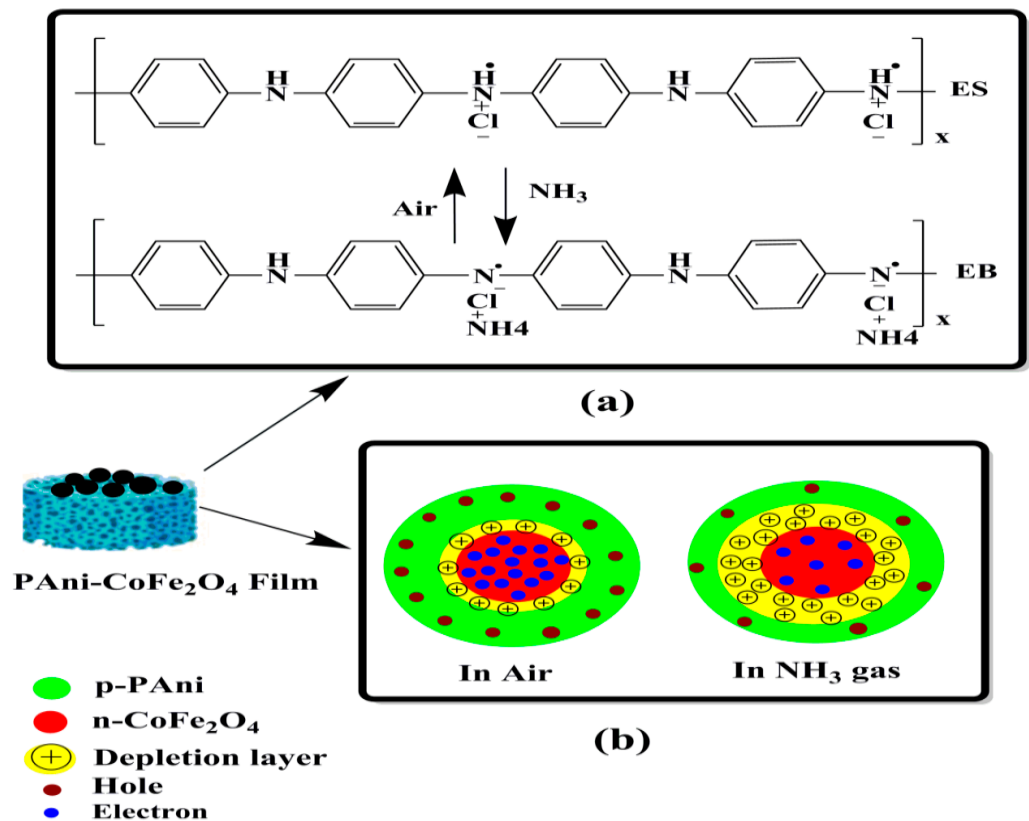 H H• H H•
N N N N ES
+ +
Cl Cl
− − x
Air NH₃
H H
N N• N N• EB
− −
Cl Cl
+ +
NH4 NH4 x
(a)
PAni-CoFe₂O₄ Film
In Air In NH₃ gas
p-PAni
n-CoFe₂O₄
(b)
+ Depletion layer
Hole
Electron